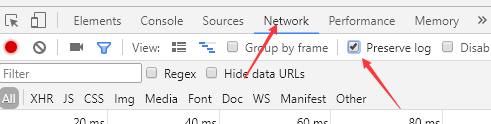 Elements Console Sources Network Performance Memory »
View: Group by frame Preserve log Disab
Filter Regex Hide data URLs
All XHR JS CSS Img Media Font Doc WS Manifest Other
20 ms 40 ms 60 ms 80 ms